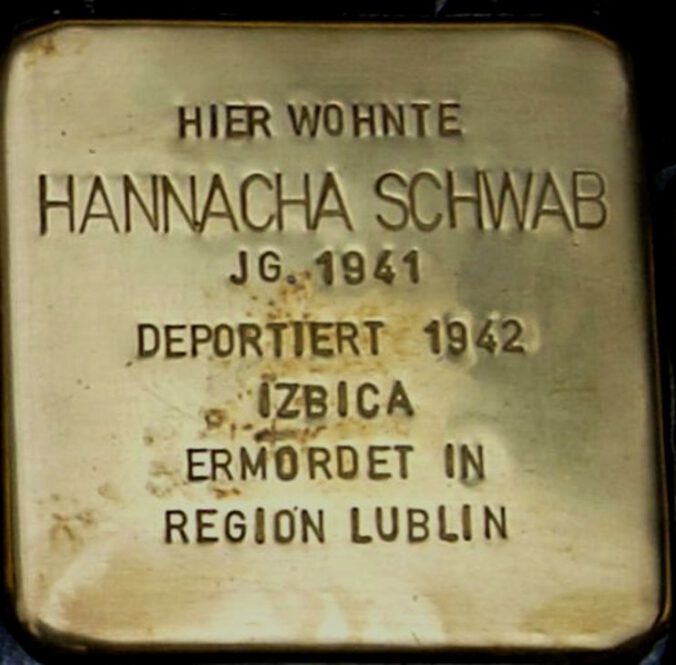 HIER WOHNTE
HANNACHA SCHWAB
JG. 1941
DEPORTIERT 1942
IZBICA
ERMORDET IN
REGION LUBLIN